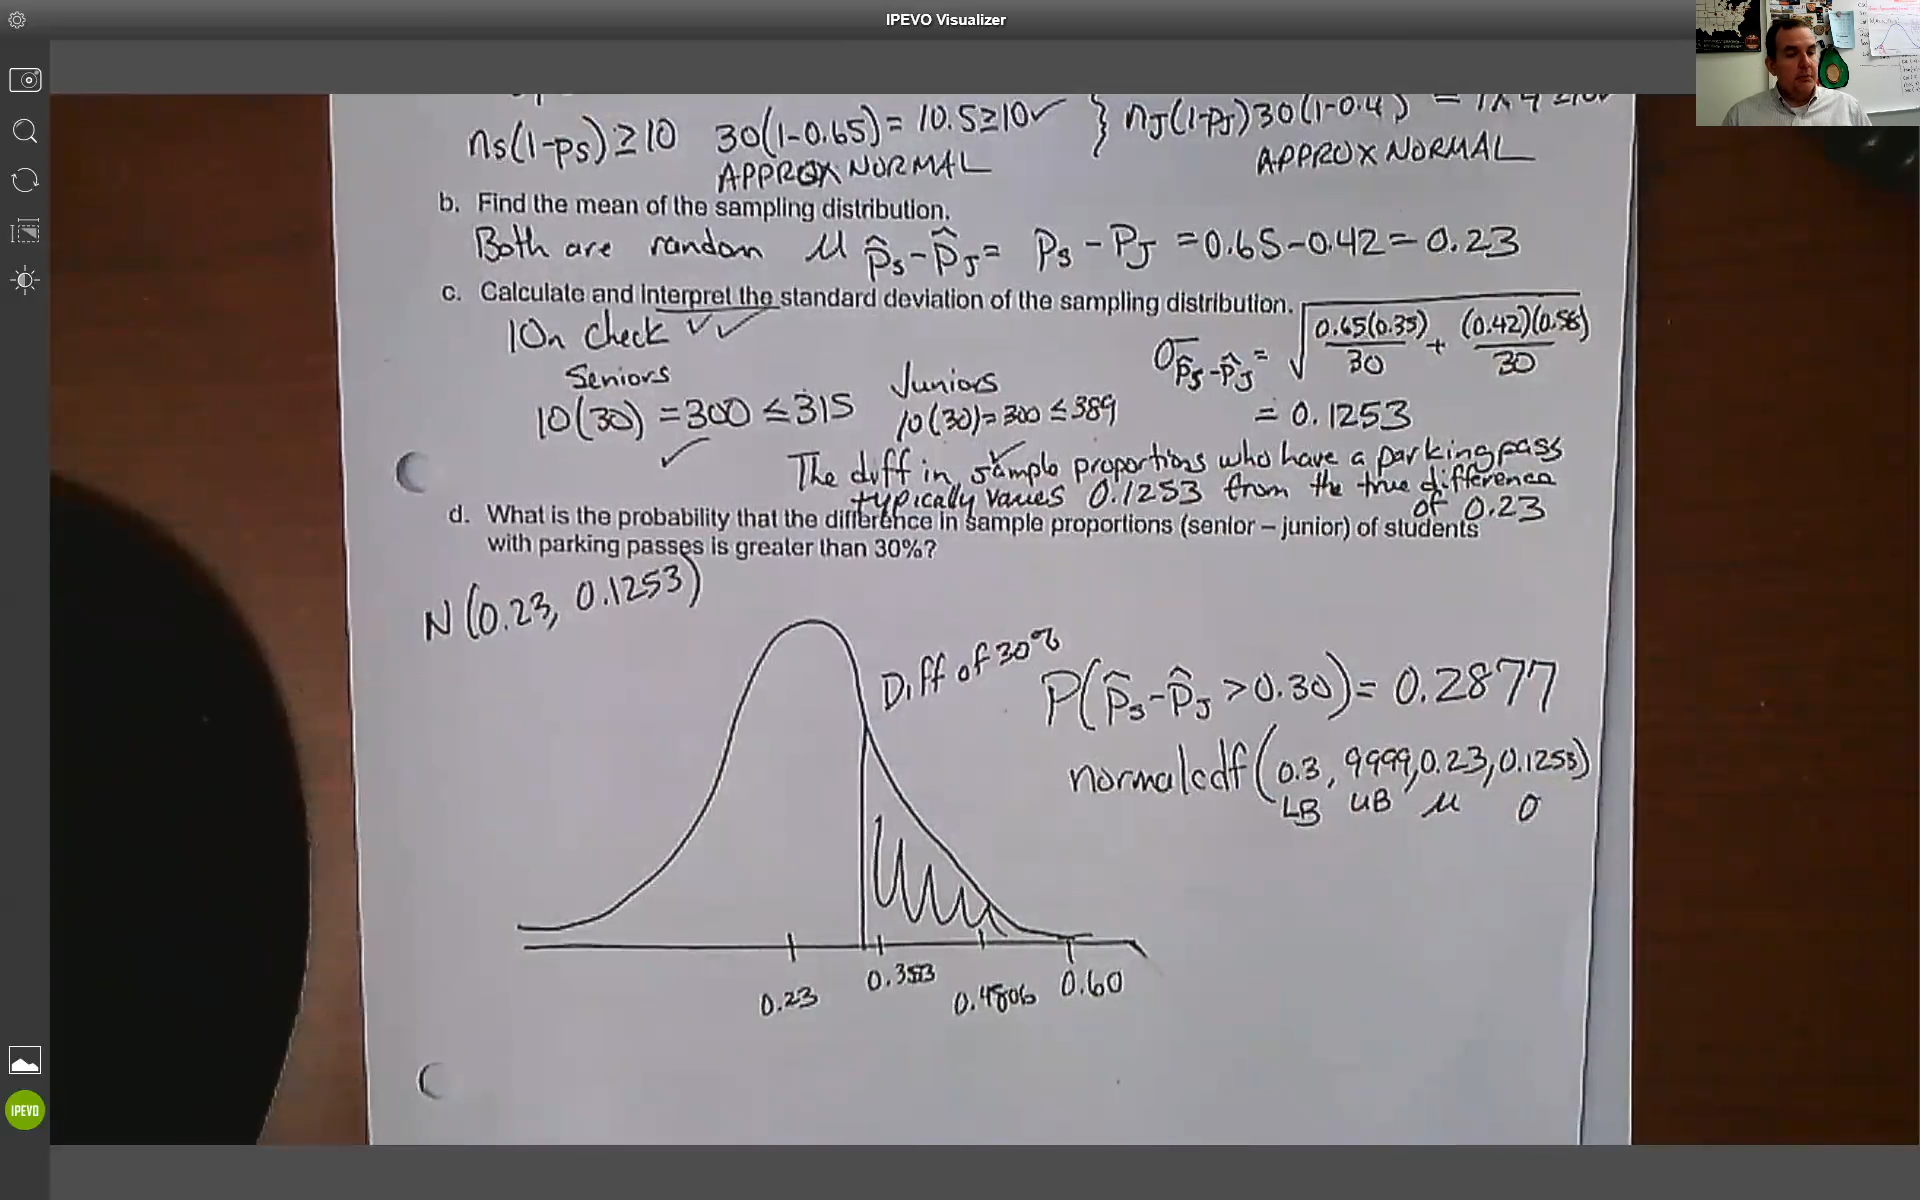 IPEVO Visualizer
ns(1-ps) ≥ 10 30(1-0.65) = 10.5 ≥ 10 ✓ } nJ(1-pJ) 30(1-0.4
APPROX NORMAL APPROX NORMAL
b. Find the mean of the sampling distribution.
Both are random μ p̂s - p̂J = Ps - PJ = 0.65 - 0.42 = 0.23
c. Calculate and interpret the standard deviation of the sampling distribution.
10n check ✓✓
σ p̂s - p̂J = √ 0.65(0.35)/30 + (0.42)(0.58)/30
Seniors Juniors
10(30) = 300 ≤ 315 10(30) = 300 ≤ 389 = 0.1253
✓ ✓
The diff in sample proportions who have a parking pass
typically varies 0.1253 from the true difference
of 0.23
d. What is the probability that the difference in sample proportions (senior – junior) of students
with parking passes is greater than 30%?
N(0.23, 0.1253)
Diff of 30%
P(p̂s - p̂J > 0.30) = 0.2877
normalcdf(0.3, 9999, 0.23, 0.1253)
LB UB μ σ
0.23 0.353 0.4806 0.60
IPEVO